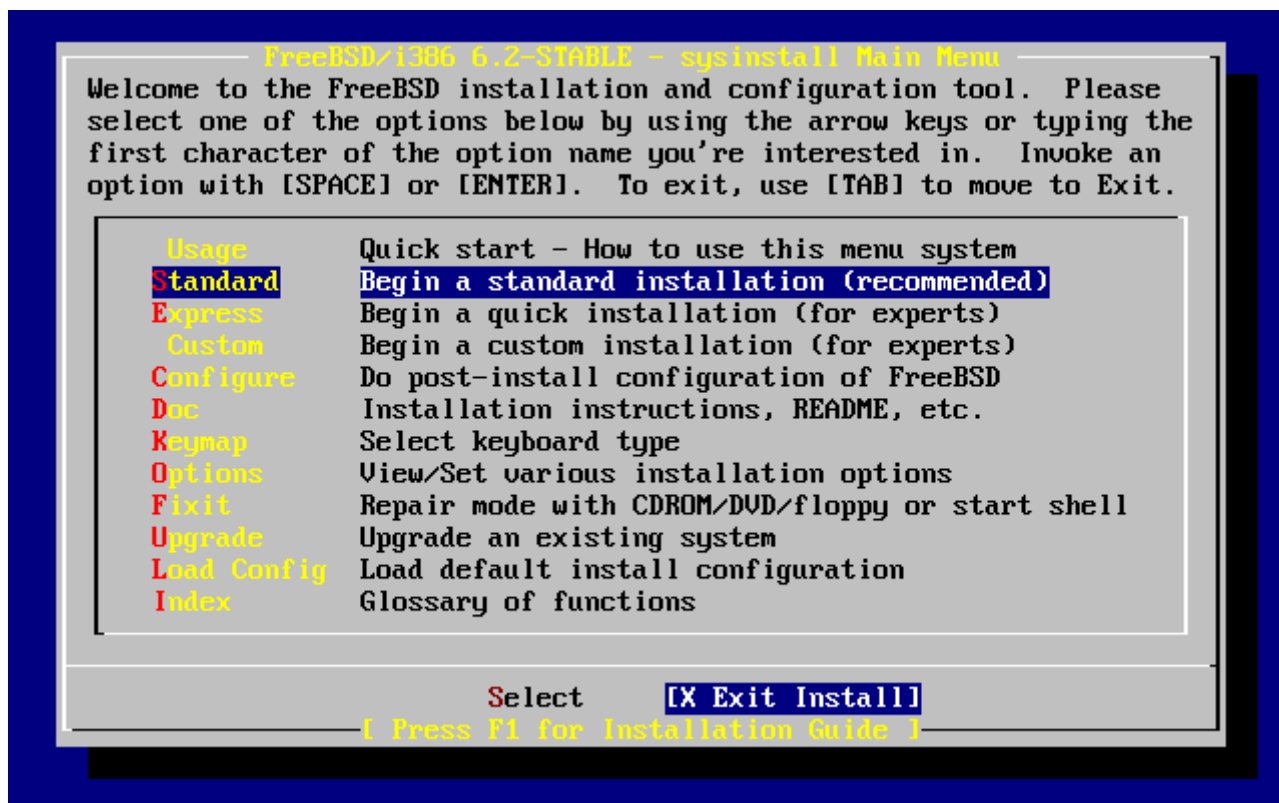 FreeBSD/i386 6.2-STABLE - sysinstall Main Menu
Welcome to the FreeBSD installation and configuration tool.  Please
select one of the options below by using the arrow keys or typing the
first character of the option name you're interested in.  Invoke an
option with [SPACE] or [ENTER].  To exit, use [TAB] to move to Exit.
Usage Quick start - How to use this menu system
Standard Begin a standard installation (recommended)
Express Begin a quick installation (for experts)
Custom Begin a custom installation (for experts)
Configure Do post-install configuration of FreeBSD
Doc Installation instructions, README, etc.
Keymap Select keyboard type
Options View/Set various installation options
Fixit Repair mode with CDROM/DVD/floppy or start shell
Upgrade Upgrade an existing system
Load Config Load default install configuration
Index Glossary of functions
Select [X Exit Install]
[ Press F1 for Installation Guide ]